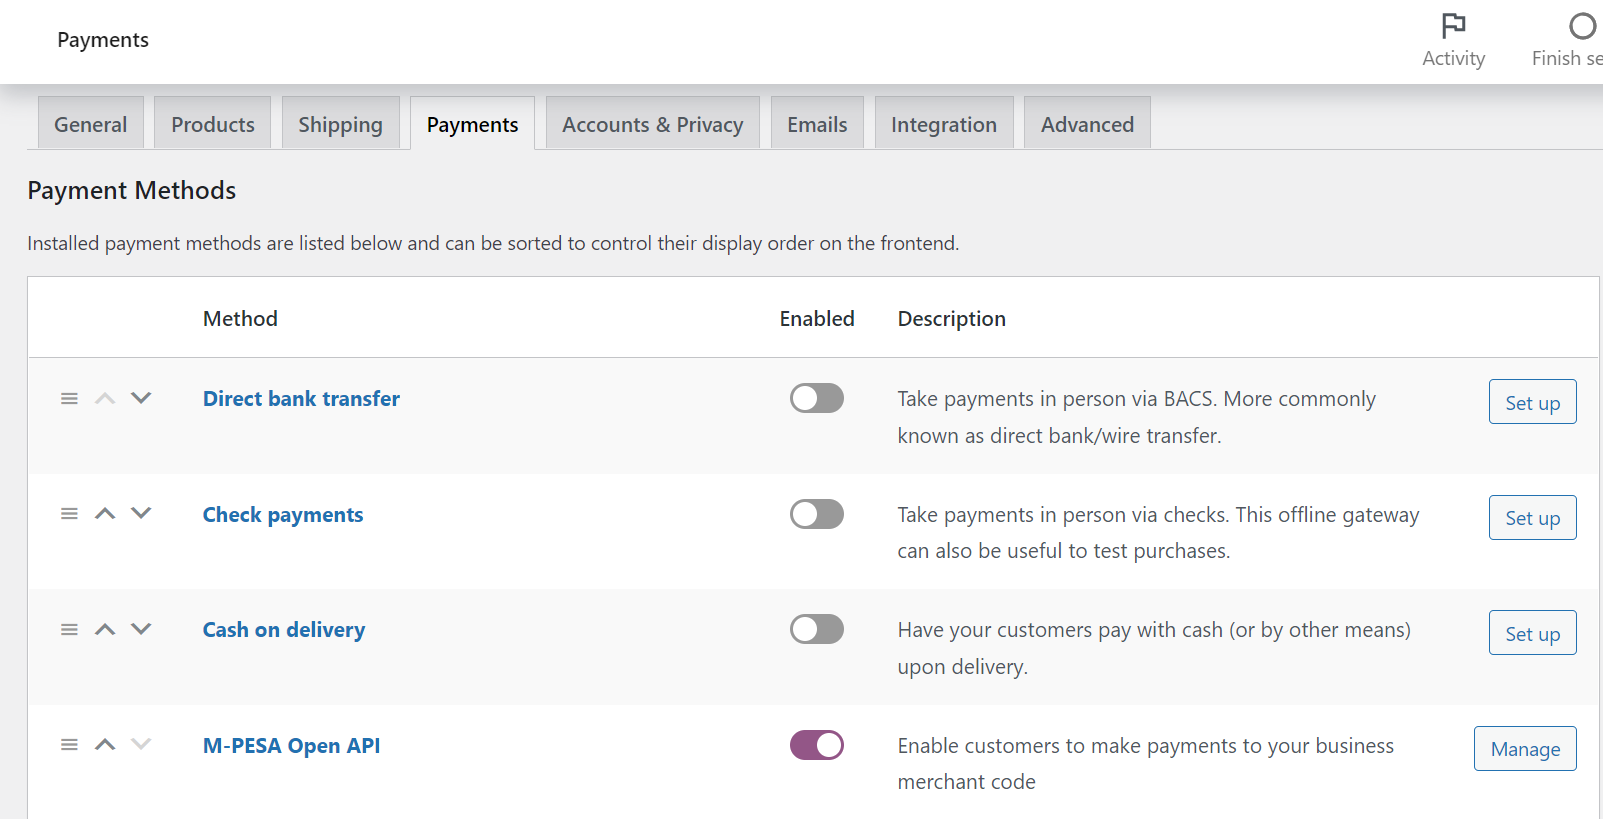 Payments
Activity
Finish se
General Products Shipping Payments Accounts & Privacy Emails Integration Advanced
Payment Methods
Installed payment methods are listed below and can be sorted to control their display order on the frontend.
Method Enabled Description
Direct bank transfer Take payments in person via BACS. More commonly Set up
known as direct bank/wire transfer.
Check payments Take payments in person via checks. This offline gateway Set up
can also be useful to test purchases.
Cash on delivery Have your customers pay with cash (or by other means) Set up
upon delivery.
M-PESA Open API Enable customers to make payments to your business Manage
merchant code